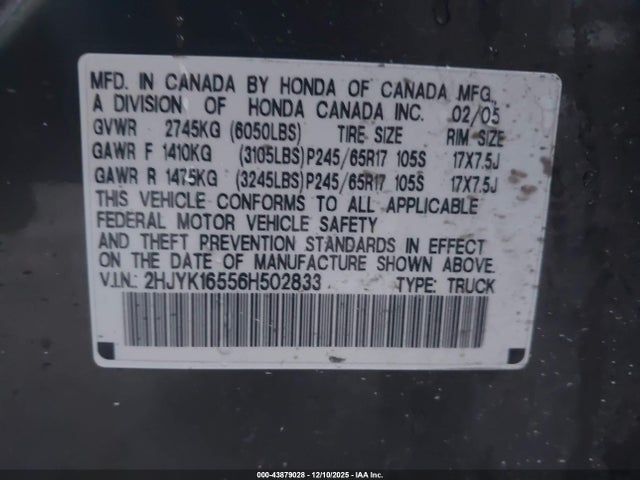 MFD. IN CANADA BY HONDA OF CANADA MFG.,
A DIVISION OF HONDA CANADA INC. 02/05
GVWR 2745KG (6050LBS) TIRE SIZE RIM SIZE
GAWR F 1410KG (3105LBS) P245/65R17 105S 17X7.5J
GAWR R 1475KG (3245LBS) P245/65R17 105S 17X7.5J
THIS VEHICLE CONFORMS TO ALL APPLICABLE
FEDERAL MOTOR VEHICLE SAFETY
AND THEFT PREVENTION STANDARDS IN EFFECT
ON THE DATE OF MANUFACTURE SHOWN ABOVE.
V.I.N.: 2HJYK16556H502833 TYPE: TRUCK
000-43879028 - 12/10/2025 - IAA Inc.